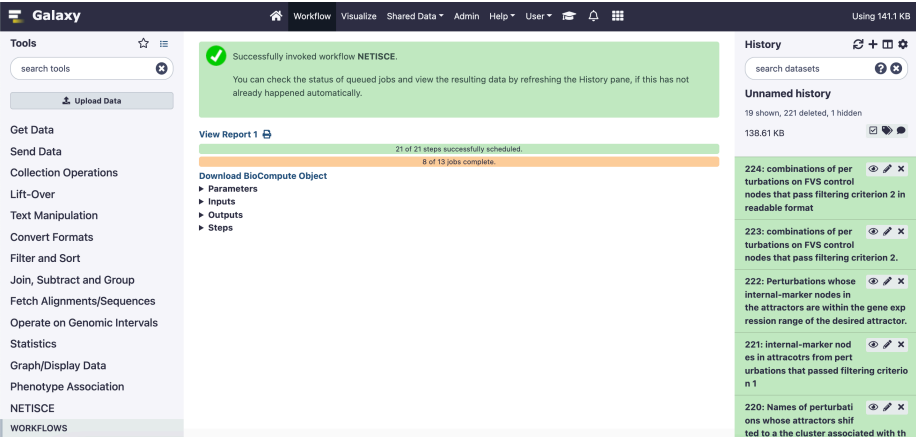 Galaxy
Workflow Visualize Shared Data Admin Help User
Using 141.1 KB
Tools
search tools
Upload Data
Get Data
Send Data
Collection Operations
Lift-Over
Text Manipulation
Convert Formats
Filter and Sort
Join, Subtract and Group
Fetch Alignments/Sequences
Operate on Genomic Intervals
Statistics
Graph/Display Data
Phenotype Association
NETISCE
WORKFLOWS
Successfully invoked workflow NETISCE.
You can check the status of queued jobs and view the resulting data by refreshing the History pane, if this has not
already happened automatically.
View Report 1
21 of 21 steps successfully scheduled.
8 of 13 jobs complete.
Download BioCompute Object
Parameters
Inputs
Outputs
Steps
History
search datasets
Unnamed history
19 shown, 221 deleted, 1 hidden
138.61 KB
224: combinations of per
turbations on FVS control
nodes that pass filtering criterion 2 in
readable format
223: combinations of per
turbations on FVS control
nodes that pass filtering criterion 2.
222: Perturbations whose
internal-marker nodes in
the attractors are within the gene exp
ression range of the desired attractor.
221: internal-marker nod
es in attracotrs from pert
urbations that passed filtering criterio
n 1
220: Names of perturbati
ons whose attractors shif
ted to a the cluster associated with th